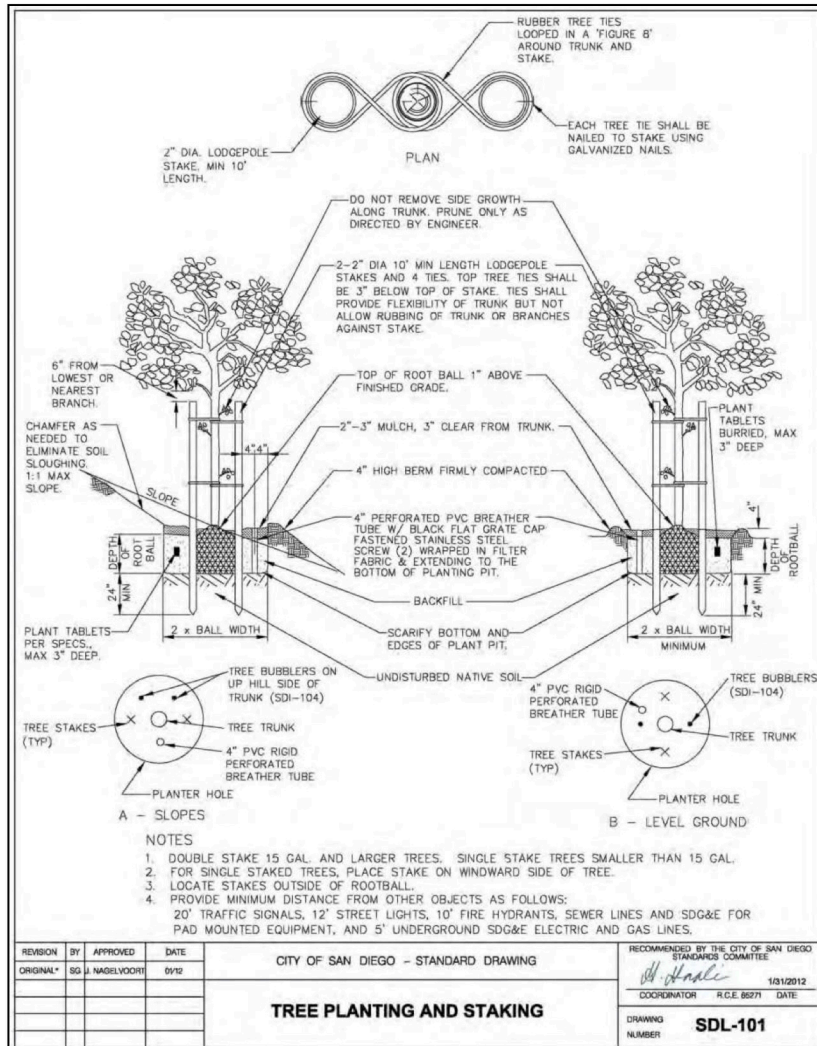 RUBBER TREE TIES
LOOPED IN A 'FIGURE 8'
AROUND TRUNK AND
STAKE.
2" DIA. LODGEPOLE
STAKE, MIN 10'
LENGTH.
PLAN
EACH TREE TIE SHALL BE
NAILED TO STAKE USING
GALVANIZED NAILS.
DO NOT REMOVE SIDE GROWTH
ALONG TRUNK. PRUNE ONLY AS
DIRECTED BY ENGINEER.
2-2" DIA 10' MIN LENGTH LODGEPOLE
STAKES AND 4 TIES. TOP TREE TIES SHALL
BE 3" BELOW TOP OF STAKE. TIES SHALL
PROVIDE FLEXIBILITY OF TRUNK BUT NOT
ALLOW RUBBING OF TRUNK OR BRANCHES
AGAINST STAKE.
6" FROM
LOWEST OR
NEAREST
BRANCH.
TOP OF ROOT BALL 1" ABOVE
FINISHED GRADE.
PLANT
TABLETS
BURRIED, MAX
3" DEEP
CHAMFER AS
NEEDED TO
ELIMINATE SOIL
SLOUGHING.
1:1 MAX
SLOPE.
SLOPE
4" 4"
2"-3" MULCH, 3" CLEAR FROM TRUNK.
4" HIGH BERM FIRMLY COMPACTED
4" PERFORATED PVC BREATHER
TUBE W/ BLACK FLAT GRATE CAP
FASTENED STAINLESS STEEL
SCREW (2) WRAPPED IN FILTER
FABRIC & EXTENDING TO THE
BOTTOM OF PLANTING PIT.
DEPTH
OF ROOT
BALL
24"
MIN
4"
DEPTH
OF
ROOTBALL
24" MIN
BACKFILL
PLANT TABLETS
PER SPECS.,
MAX 3" DEEP.
2 x BALL WIDTH
SCARIFY BOTTOM AND
EDGES OF PLANT PIT.
2 x BALL WIDTH
MINIMUM
UNDISTURBED NATIVE SOIL
TREE BUBBLERS ON
UP HILL SIDE OF
TRUNK (SDI-104)
TREE STAKES
(TYP)
TREE TRUNK
4" PVC RIGID
PERFORATED
BREATHER TUBE
PLANTER HOLE
A - SLOPES
4" PVC RIGID
PERFORATED
BREATHER TUBE
TREE BUBBLERS
(SDI-104)
TREE TRUNK
TREE STAKES
(TYP)
PLANTER HOLE
B - LEVEL GROUND
NOTES
1. DOUBLE STAKE 15 GAL. AND LARGER TREES. SINGLE STAKE TREES SMALLER THAN 15 GAL.
2. FOR SINGLE STAKED TREES, PLACE STAKE ON WINDWARD SIDE OF TREE.
3. LOCATE STAKES OUTSIDE OF ROOTBALL.
4. PROVIDE MINIMUM DISTANCE FROM OTHER OBJECTS AS FOLLOWS:
20' TRAFFIC SIGNALS, 12' STREET LIGHTS, 10' FIRE HYDRANTS, SEWER LINES AND SDG&E FOR
PAD MOUNTED EQUIPMENT, AND 5' UNDERGROUND SDG&E ELECTRIC AND GAS LINES.
REVISION BY APPROVED DATE
ORIGINAL* SG J. NAGELVOORT 01/12
CITY OF SAN DIEGO - STANDARD DRAWING
TREE PLANTING AND STAKING
RECOMMENDED BY THE CITY OF SAN DIEGO
STANDARDS COMMITTEE
1/31/2012
COORDINATOR R.C.E. 65271 DATE
DRAWING
NUMBER SDL-101